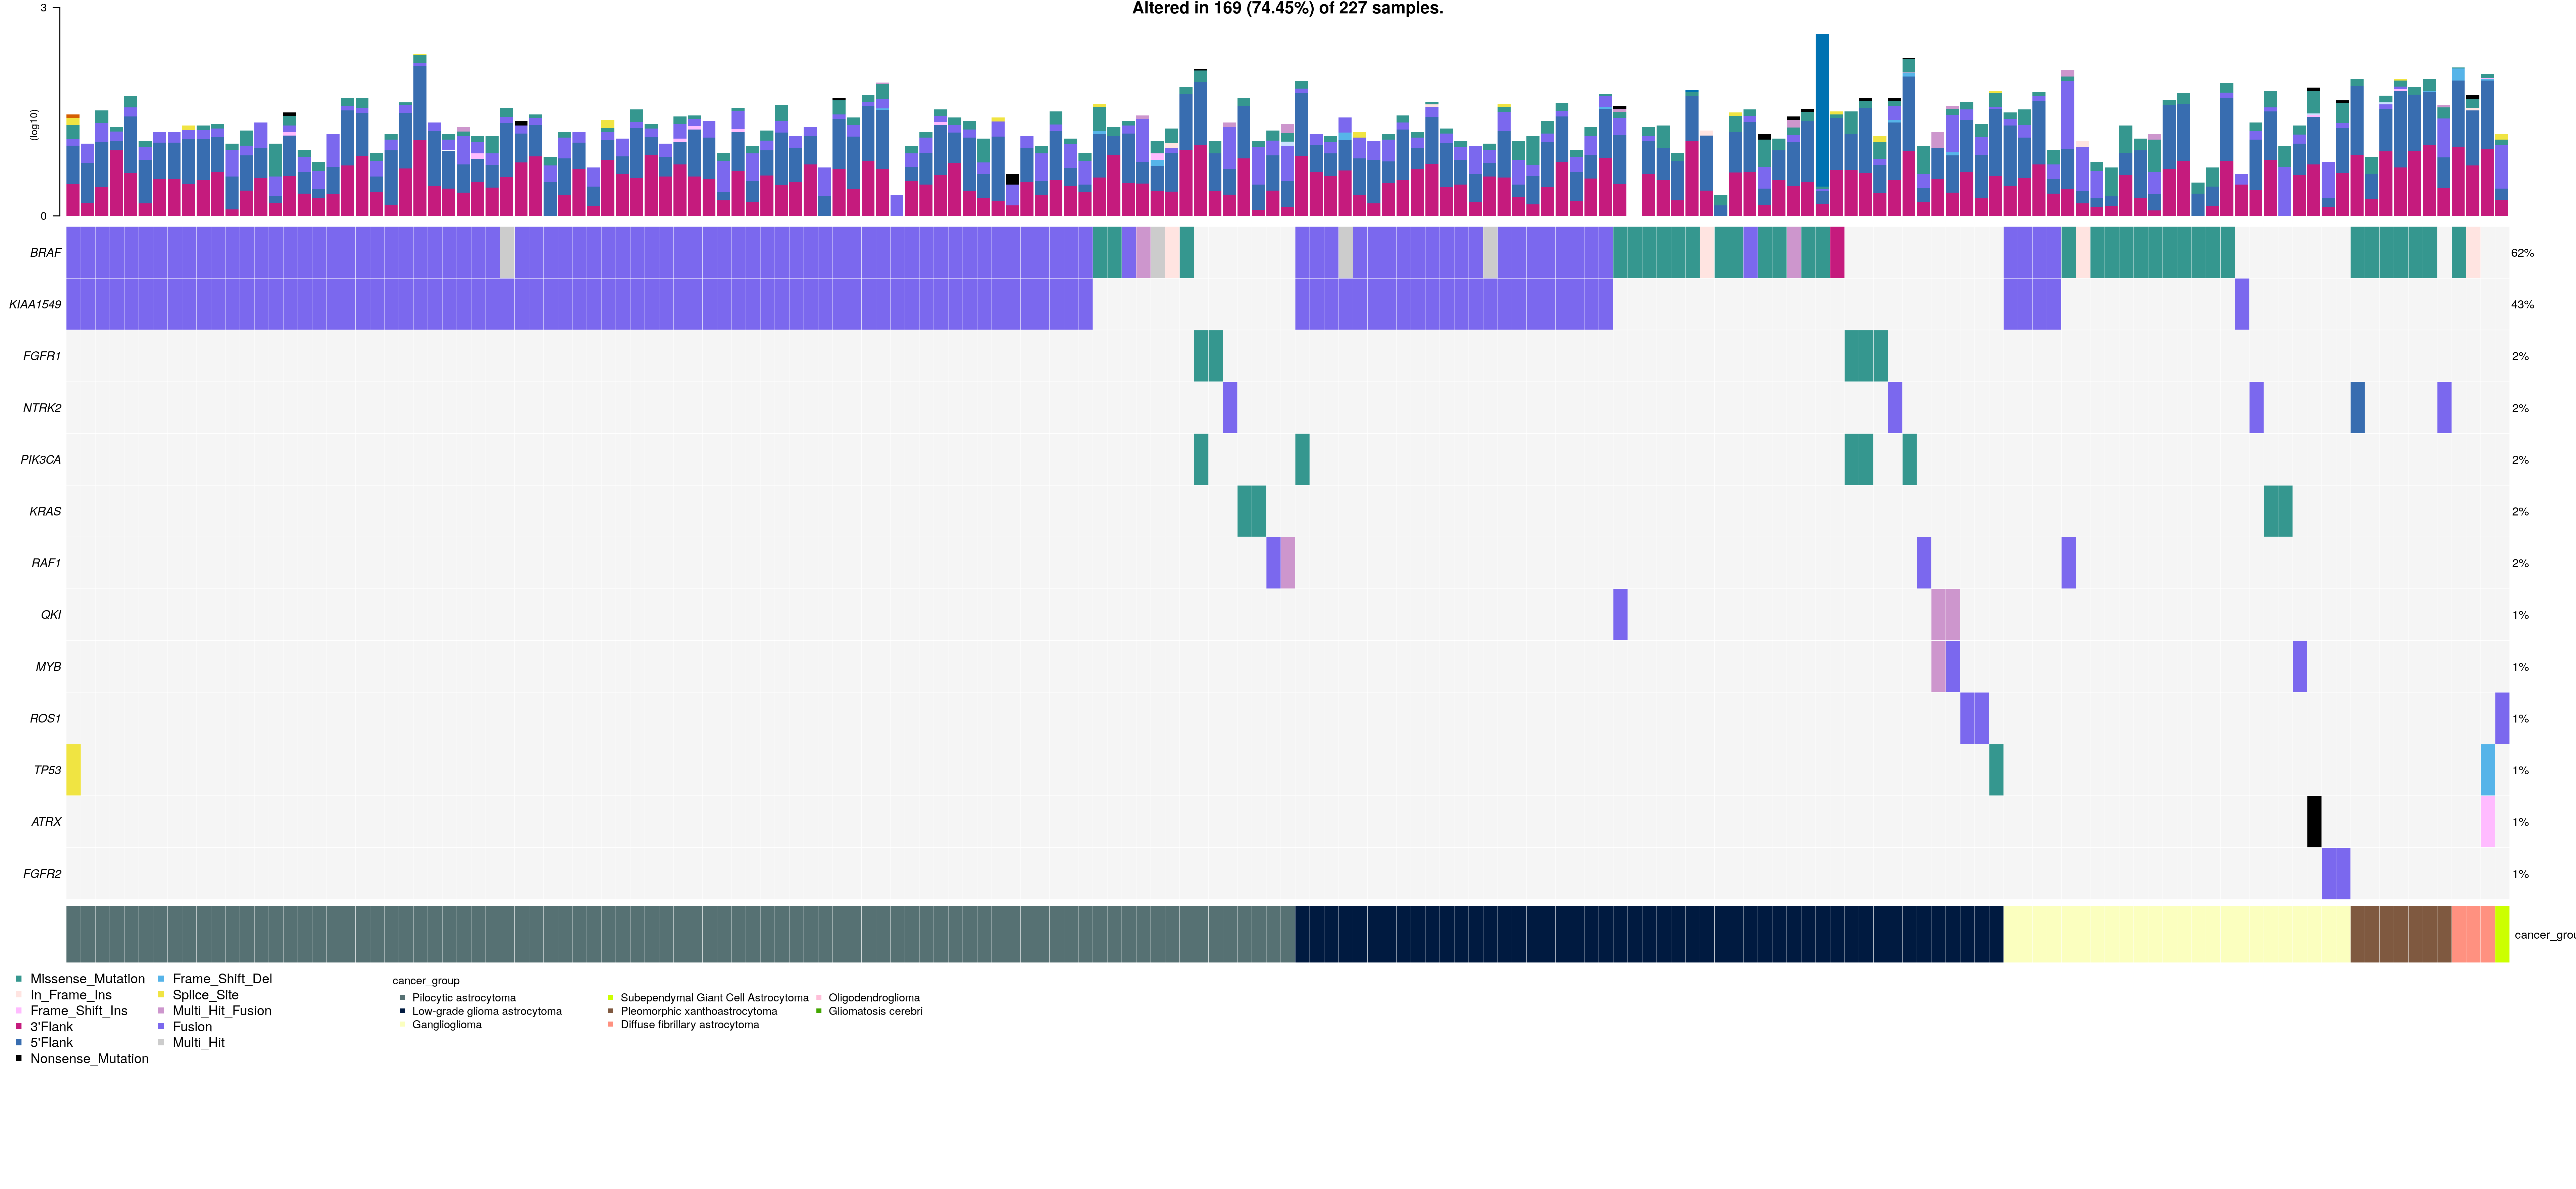 Altered in 169 (74.45%) of 227 samples.
3
(log10)
0
BRAF 62%
KIAA1549 43%
FGFR1 2%
NTRK2 2%
PIK3CA 2%
KRAS 2%
RAF1 2%
QKI 1%
MYB 1%
ROS1 1%
TP53 1%
ATRX 1%
FGFR2 1%
cancer_grou
Missense_Mutation Frame_Shift_Del
In_Frame_Ins Splice_Site
Frame_Shift_Ins Multi_Hit_Fusion
3'Flank Fusion
5'Flank Multi_Hit
Nonsense_Mutation
cancer_group
Pilocytic astrocytoma Subependymal Giant Cell Astrocytoma Oligodendroglioma
Low-grade glioma astrocytoma Pleomorphic xanthoastrocytoma Gliomatosis cerebri
Ganglioglioma Diffuse fibrillary astrocytoma